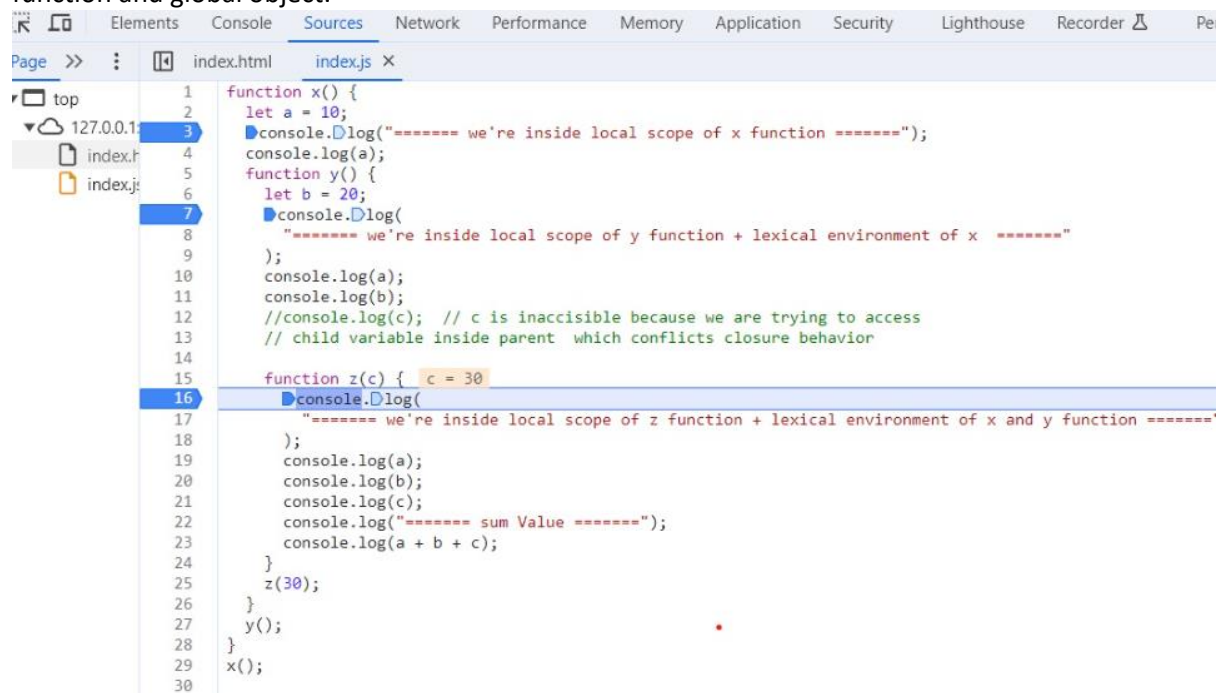 function and global object.
Elements Console Sources Network Performance Memory Application Security Lighthouse Recorder
Page >> index.html index.js ×
top
127.0.0.1:
index.h
index.js
1 function x() {
2 let a = 10;
3 console.log("======= we're inside local scope of x function =======");
4 console.log(a);
5 function y() {
6 let b = 20;
7 console.log(
8 "======= we're inside local scope of y function + lexical environment of x ======="
9 );
10 console.log(a);
11 console.log(b);
12 //console.log(c); // c is inaccisible because we are trying to access
13 // child variable inside parent which conflicts closure behavior
14
15 function z(c) { c = 30
16 console.log(
17 "======= we're inside local scope of z function + lexical environment of x and y function ======="
18 );
19 console.log(a);
20 console.log(b);
21 console.log(c);
22 console.log("======= sum Value =======");
23 console.log(a + b + c);
24 }
25 z(30);
26 }
27 y();
28 }
29 x();
30